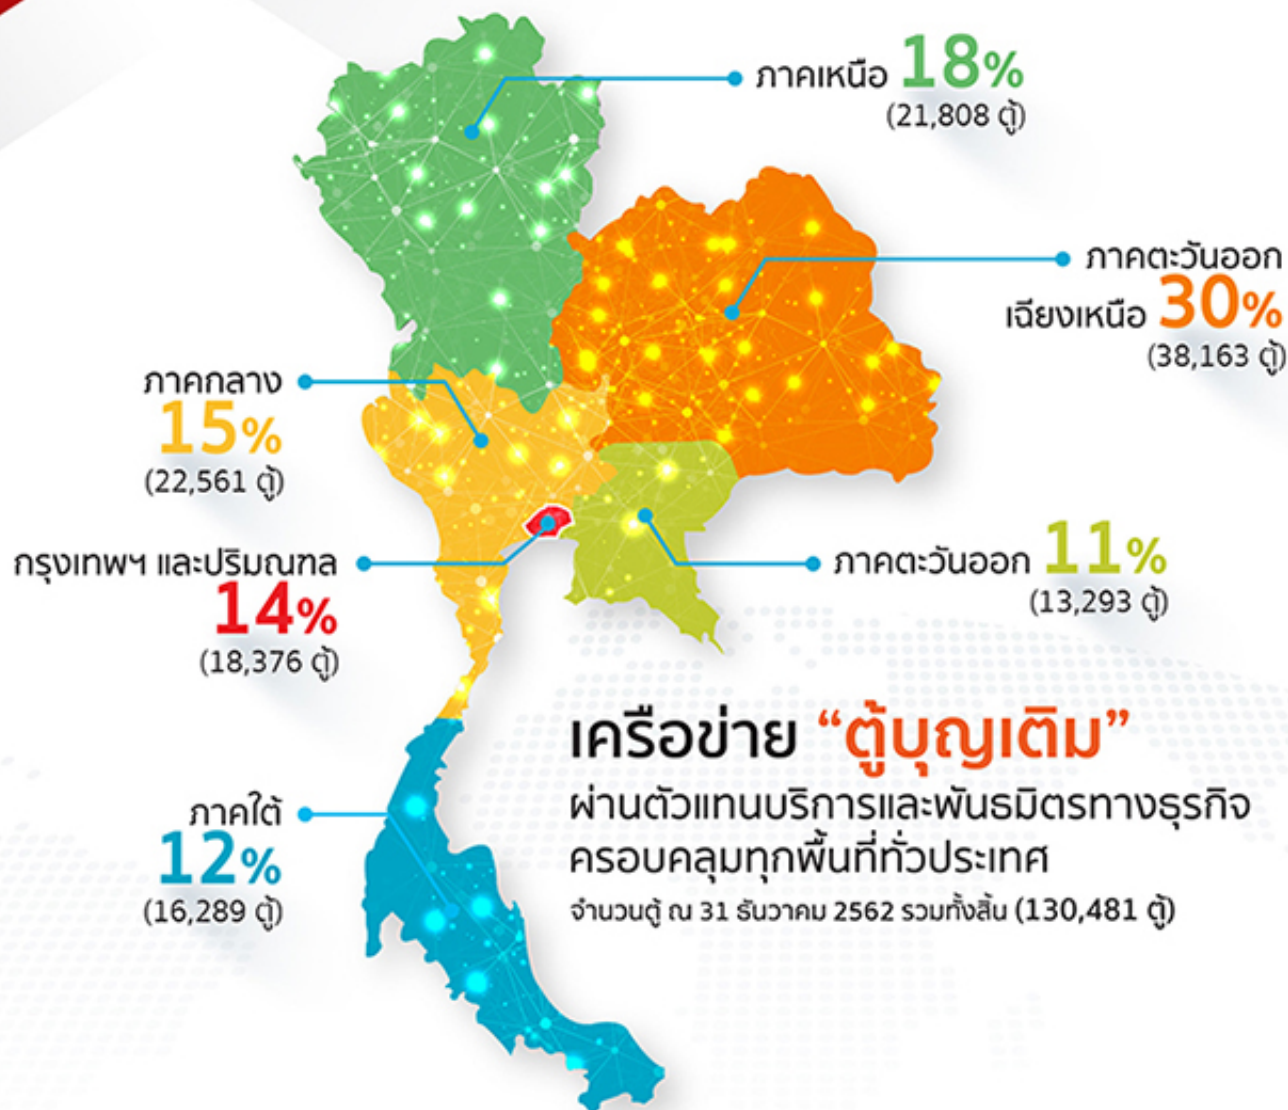 ภาคเหนือ 18%
(21,808 ตู้)
ภาคตะวันออก
เฉียงเหนือ 30%
(38,163 ตู้)
ภาคกลาง
15%
(22,561 ตู้)
กรุงเทพฯ และปริมณฑล
14%
(18,376 ตู้)
ภาคตะวันออก 11%
(13,293 ตู้)
ภาคใต้
12%
(16,289 ตู้)
เครือข่าย “ตู้บุญเติม”
ผ่านตัวแทนบริการและพันธมิตรทางธุรกิจ
ครอบคลุมทุกพื้นที่ทั่วประเทศ
จำนวนตู้ ณ 31 ธันวาคม 2562 รวมทั้งสิ้น (130,481 ตู้)